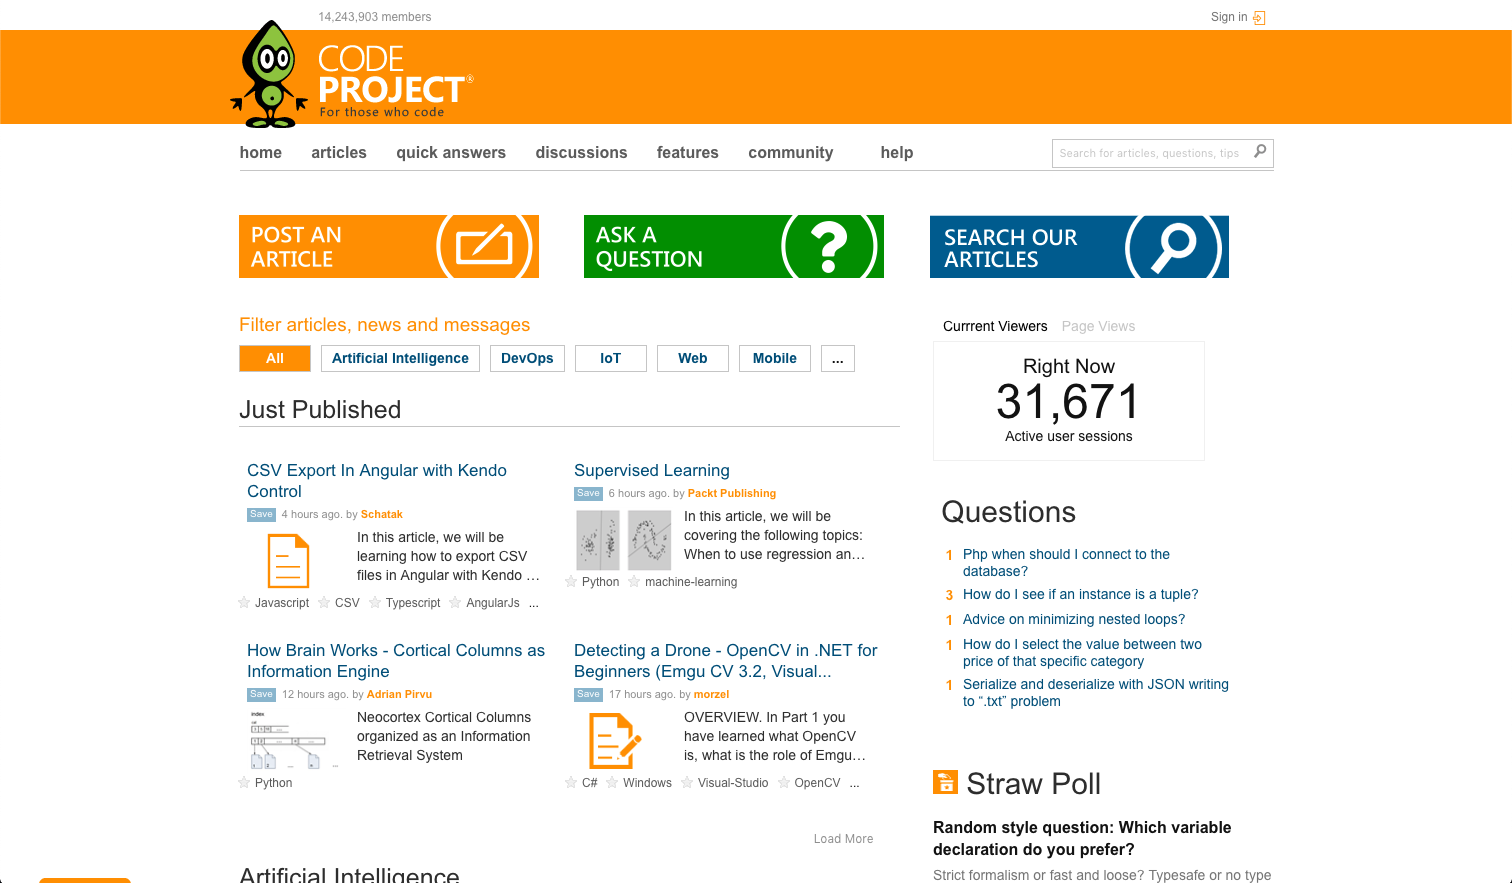 14,243,903 members
Sign in
CODE
PROJECT®
For those who code
home articles quick answers discussions features community help
Search for articles, questions, tips
POST AN
ARTICLE
ASK A
QUESTION
SEARCH OUR
ARTICLES
Filter articles, news and messages
All Artificial Intelligence DevOps IoT Web Mobile ...
Just Published
CSV Export In Angular with Kendo
Control
Save 4 hours ago. by Schatak
In this article, we will be
learning how to export CSV
files in Angular with Kendo …
Javascript CSV Typescript AngularJs ...
Supervised Learning
Save 6 hours ago. by Packt Publishing
In this article, we will be
covering the following topics:
When to use regression an…
Python machine-learning
How Brain Works - Cortical Columns as
Information Engine
Save 12 hours ago. by Adrian Pirvu
index
Neocortex Cortical Columns
organized as an Information
Retrieval System
Python
Detecting a Drone - OpenCV in .NET for
Beginners (Emgu CV 3.2, Visual...
Save 17 hours ago. by morzel
OVERVIEW. In Part 1 you
have learned what OpenCV
is, what is the role of Emgu…
C# Windows Visual-Studio OpenCV ...
Load More
Artificial Intelligence
Currrent Viewers Page Views
Right Now
31,671
Active user sessions
Questions
1 Php when should I connect to the
database?
3 How do I see if an instance is a tuple?
1 Advice on minimizing nested loops?
1 How do I select the value between two
price of that specific category
1 Serialize and deserialize with JSON writing
to “.txt” problem
Straw Poll
Random style question: Which variable
declaration do you prefer?
Strict formalism or fast and loose? Typesafe or no type